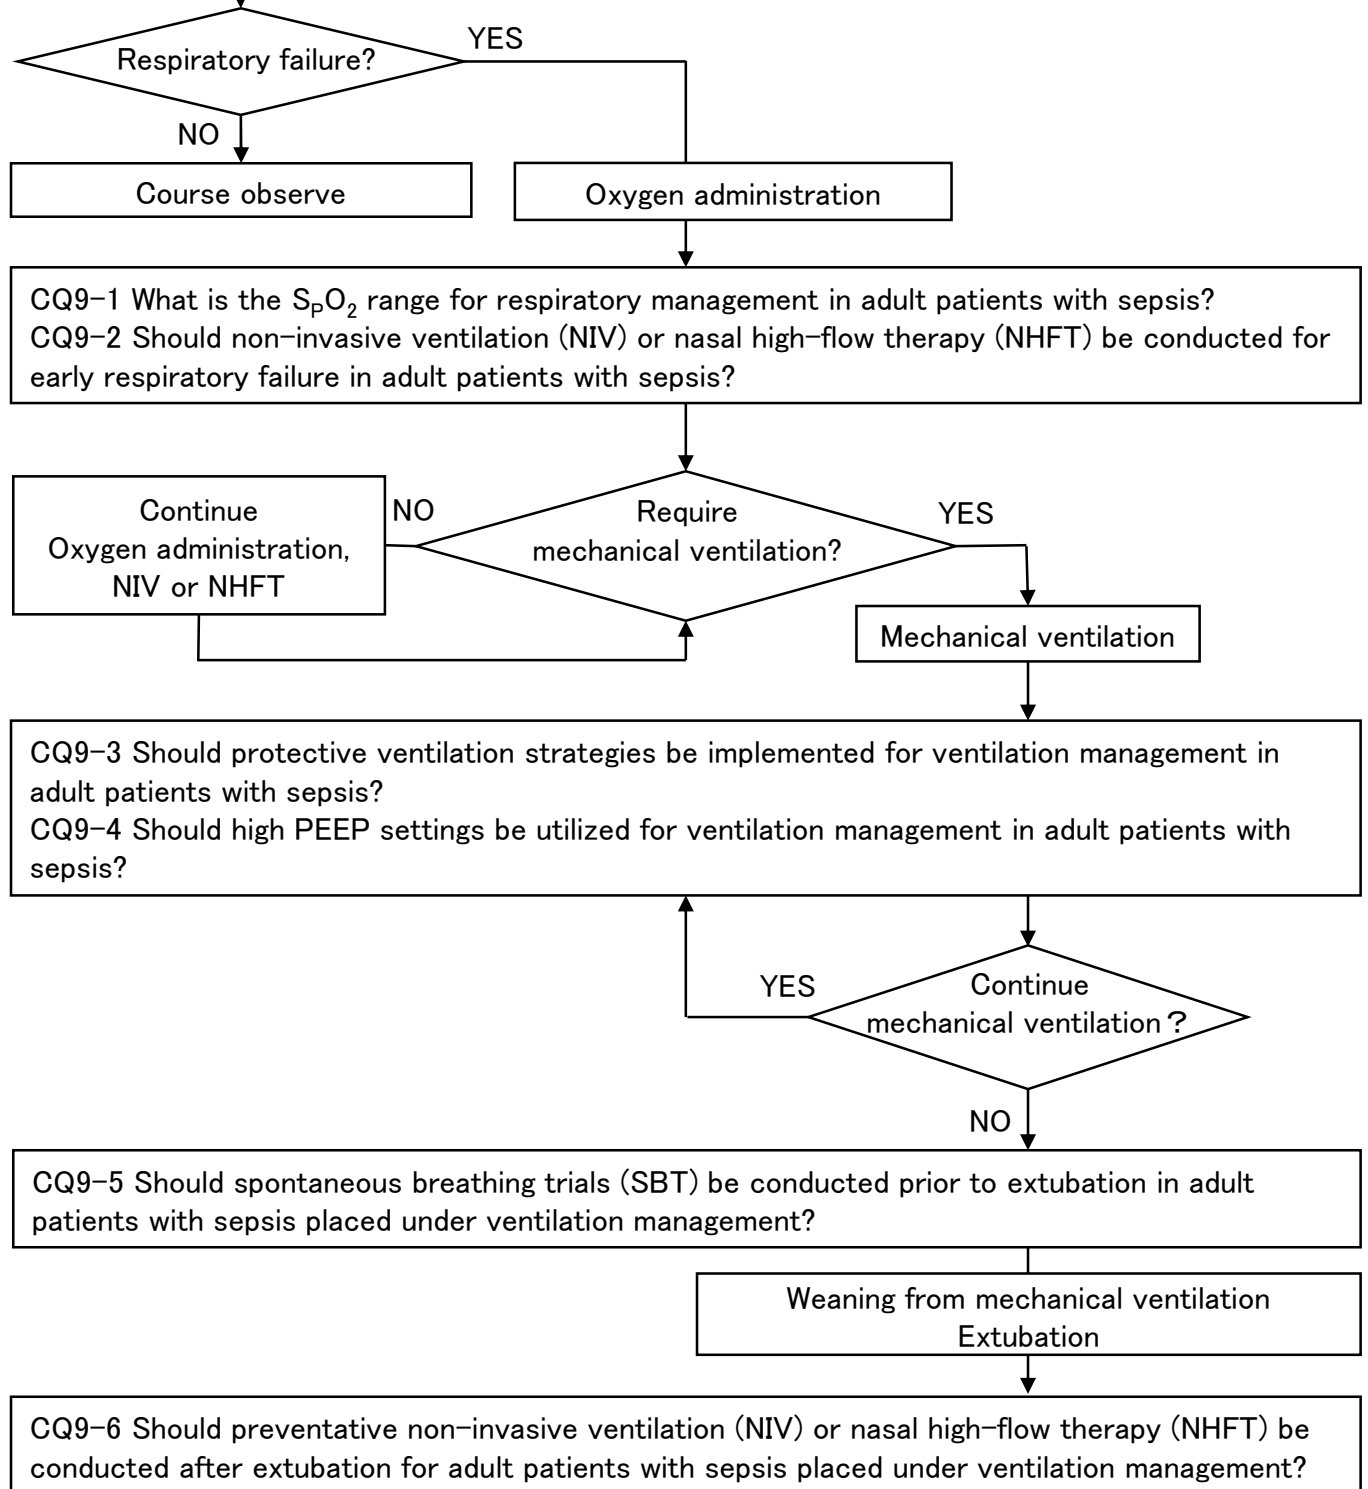 Respiratory failure?
YES
NO
Course observe
Oxygen administration
CQ9-1 What is the SPO2 range for respiratory management in adult patients with sepsis?
CQ9-2 Should non-invasive ventilation (NIV) or nasal high-flow therapy (NHFT) be conducted for
early respiratory failure in adult patients with sepsis?
Continue
Oxygen administration,
NIV or NHFT
NO
Require
mechanical ventilation?
YES
Mechanical ventilation
CQ9-3 Should protective ventilation strategies be implemented for ventilation management in
adult patients with sepsis?
CQ9-4 Should high PEEP settings be utilized for ventilation management in adult patients with
sepsis?
YES
Continue
mechanical ventilation?
NO
CQ9-5 Should spontaneous breathing trials (SBT) be conducted prior to extubation in adult
patients with sepsis placed under ventilation management?
Weaning from mechanical ventilation
Extubation
CQ9-6 Should preventative non-invasive ventilation (NIV) or nasal high-flow therapy (NHFT) be
conducted after extubation for adult patients with sepsis placed under ventilation management?